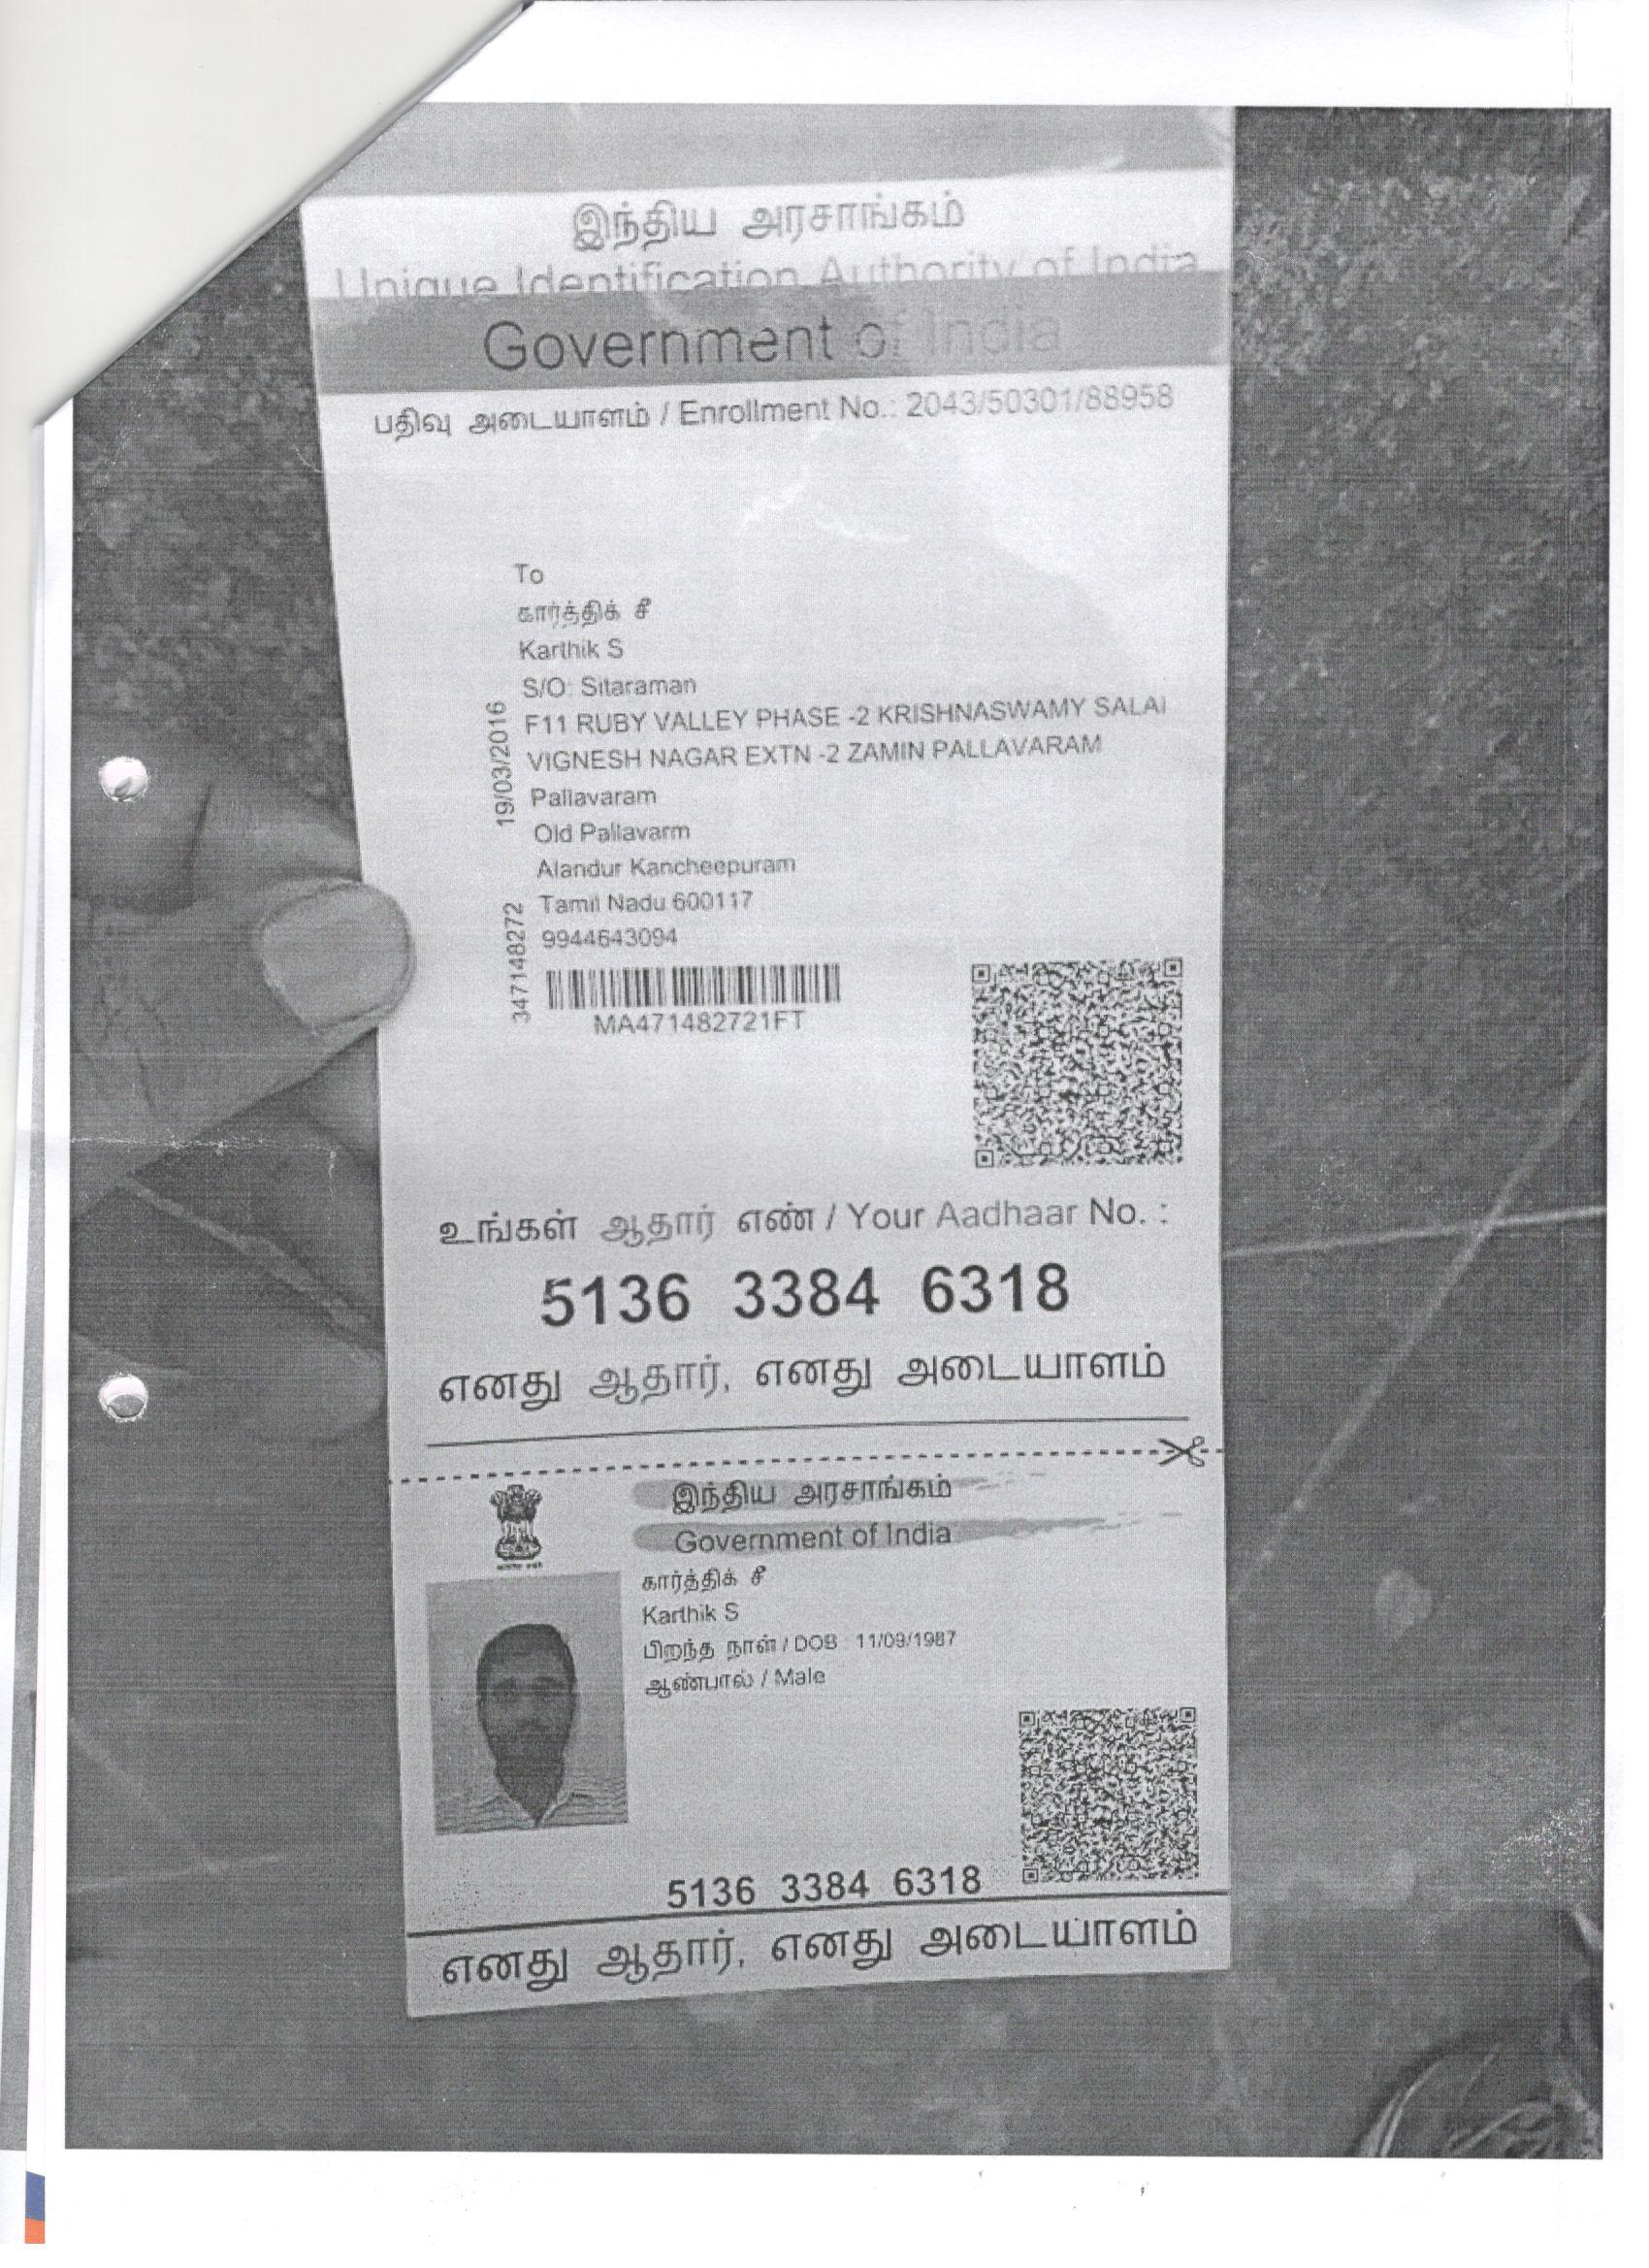 இந்திய அரசாங்கம்
Unique Identification Authority of India
Government of India
பதிவு அடையாளம் / Enrollment No.: 2043/50301/88958
To
கார்த்திக் சீ
Karthik S
S/O: Sitaraman
F11 RUBY VALLEY PHASE -2 KRISHNASWAMY SALAI
VIGNESH NAGAR EXTN -2 ZAMIN PALLAVARAM
Pallavaram
Old Pallavarm
Alandur Kancheepuram
Tamil Nadu 600117
9944643094
19/03/2016
347148272
MA471482721FT
உங்கள் ஆதார் எண் / Your Aadhaar No. :
5136 3384 6318
எனது ஆதார், எனது அடையாளம்
இந்திய அரசாங்கம்
Government of India
கார்த்திக் சீ
Karthik S
பிறந்த நாள் / DOB : 11/09/1987
ஆண்பால் / Male
5136 3384 6318
எனது ஆதார், எனது அடையாளம்